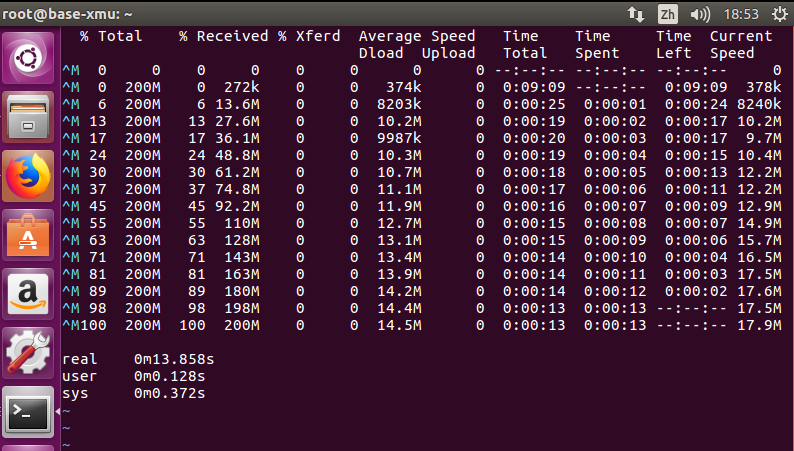 root@base-xmu: ~
Zh
18:53
% Total % Received % Xferd Average Speed Time Time Time Current
Dload Upload Total Spent Left Speed
^M 0 0 0 0 0 0 0 0 --:--:-- --:--:-- --:--:-- 0
^M 0 200M 0 272k 0 0 374k 0 0:09:09 --:--:-- 0:09:09 378k
^M 6 200M 6 13.6M 0 0 8203k 0 0:00:25 0:00:01 0:00:24 8240k
^M 13 200M 13 27.6M 0 0 10.2M 0 0:00:19 0:00:02 0:00:17 10.2M
^M 17 200M 17 36.1M 0 0 9987k 0 0:00:20 0:00:03 0:00:17 9.7M
^M 24 200M 24 48.8M 0 0 10.3M 0 0:00:19 0:00:04 0:00:15 10.4M
^M 30 200M 30 61.2M 0 0 10.7M 0 0:00:18 0:00:05 0:00:13 12.2M
^M 37 200M 37 74.8M 0 0 11.1M 0 0:00:17 0:00:06 0:00:11 12.2M
^M 45 200M 45 92.2M 0 0 11.9M 0 0:00:16 0:00:07 0:00:09 12.9M
^M 55 200M 55 110M 0 0 12.7M 0 0:00:15 0:00:08 0:00:07 14.9M
^M 63 200M 63 128M 0 0 13.1M 0 0:00:15 0:00:09 0:00:06 15.7M
^M 71 200M 71 143M 0 0 13.4M 0 0:00:14 0:00:10 0:00:04 16.5M
^M 81 200M 81 163M 0 0 13.9M 0 0:00:14 0:00:11 0:00:03 17.5M
^M 89 200M 89 180M 0 0 14.2M 0 0:00:14 0:00:12 0:00:02 17.6M
^M 98 200M 98 198M 0 0 14.4M 0 0:00:13 0:00:13 --:--:-- 17.5M
^M100 200M 100 200M 0 0 14.5M 0 0:00:13 0:00:13 --:--:-- 17.9M
real 0m13.858s
user 0m0.128s
sys 0m0.372s
~
~
~